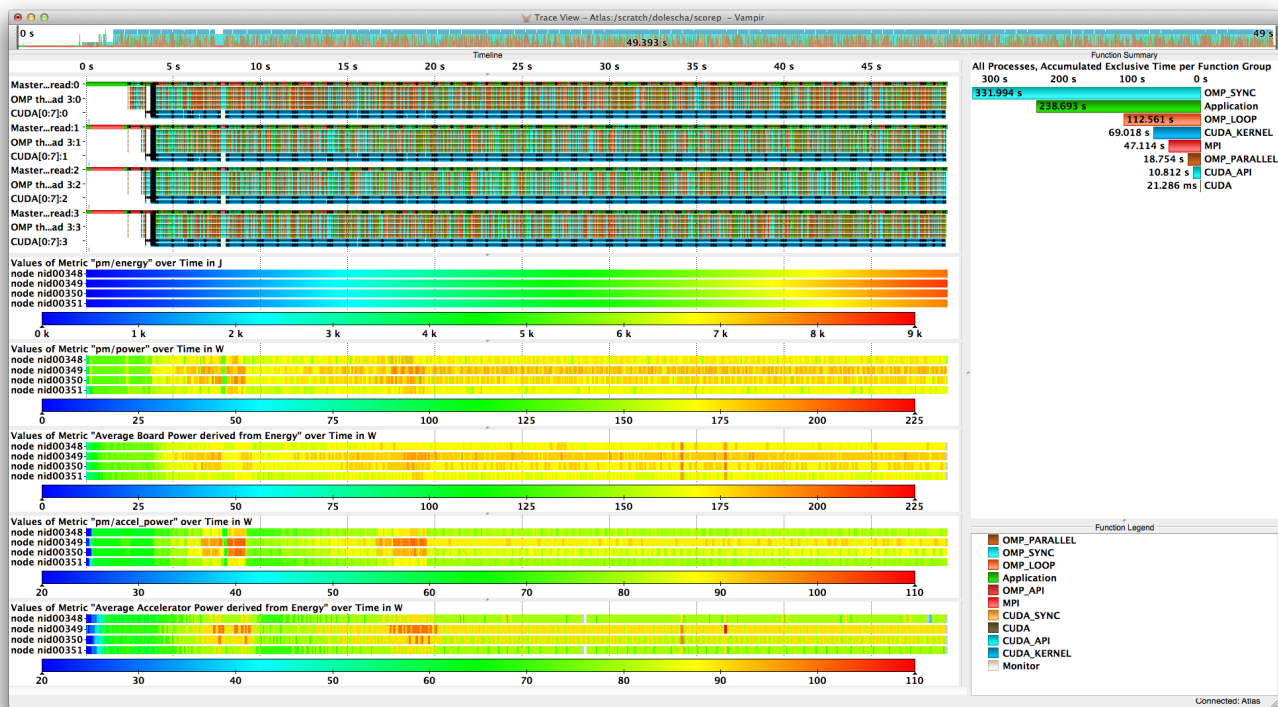 Trace View – Atlas:/scratch/dolescha/scorep – Vampir
0 s
49.393 s
49 s
Timeline
0 s 5 s 10 s 15 s 20 s 25 s 30 s 35 s 40 s 45 s
Master...read:0
OMP th...ad 3:0
CUDA[0:7]:0
Master...read:1
OMP th...ad 3:1
CUDA[0:7]:1
Master...read:2
OMP th...ad 3:2
CUDA[0:7]:2
Master...read:3
OMP th...ad 3:3
CUDA[0:7]:3
Values of Metric "pm/energy" over Time in J
node nid00348
node nid00349
node nid00350
node nid00351
0 k 1 k 2 k 3 k 4 k 5 k 6 k 7 k 8 k 9 k
Values of Metric "pm/power" over Time in W
node nid00348
node nid00349
node nid00350
node nid00351
0 25 50 75 100 125 150 175 200 225
Values of Metric "Average Board Power derived from Energy" over Time in W
node nid00348
node nid00349
node nid00350
node nid00351
0 25 50 75 100 125 150 175 200 225
Values of Metric "pm/accel_power" over Time in W
node nid00348
node nid00349
node nid00350
node nid00351
20 30 40 50 60 70 80 90 100 110
Values of Metric "Average Accelerator Power derived from Energy" over Time in W
node nid00348
node nid00349
node nid00350
node nid00351
20 30 40 50 60 70 80 90 100 110
Function Summary
All Processes, Accumulated Exclusive Time per Function Group
300 s 200 s 100 s 0 s
331.994 s OMP_SYNC
238.693 s Application
112.561 s OMP_LOOP
69.018 s CUDA_KERNEL
47.114 s MPI
18.754 s OMP_PARALLEL
10.812 s CUDA_API
21.286 ms CUDA
Function Legend
OMP_PARALLEL
OMP_SYNC
OMP_LOOP
Application
OMP_API
MPI
CUDA_SYNC
CUDA
CUDA_API
CUDA_KERNEL
Monitor
Connected: Atlas